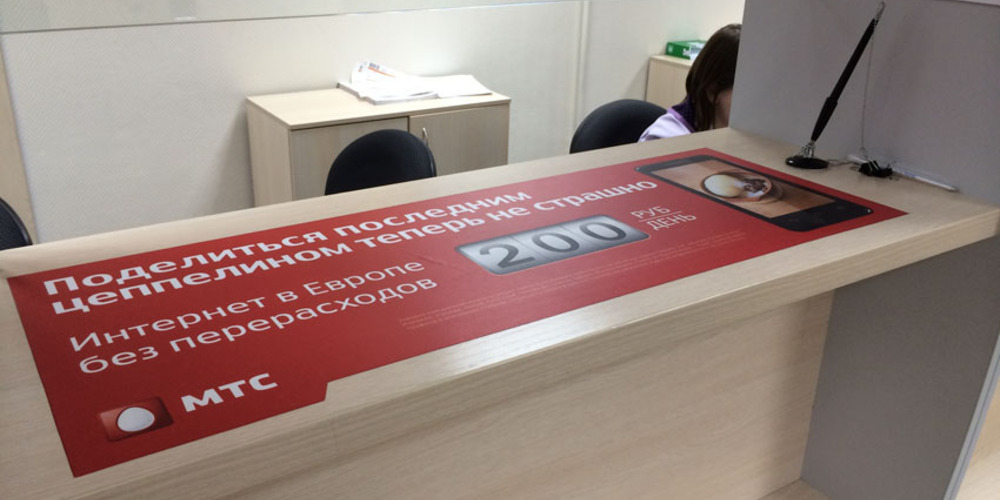 Поделиться последним
цеппелином теперь не страшно
Интернет в Европе
без перерасходов
200
РУБ
ДЕНЬ
МТС